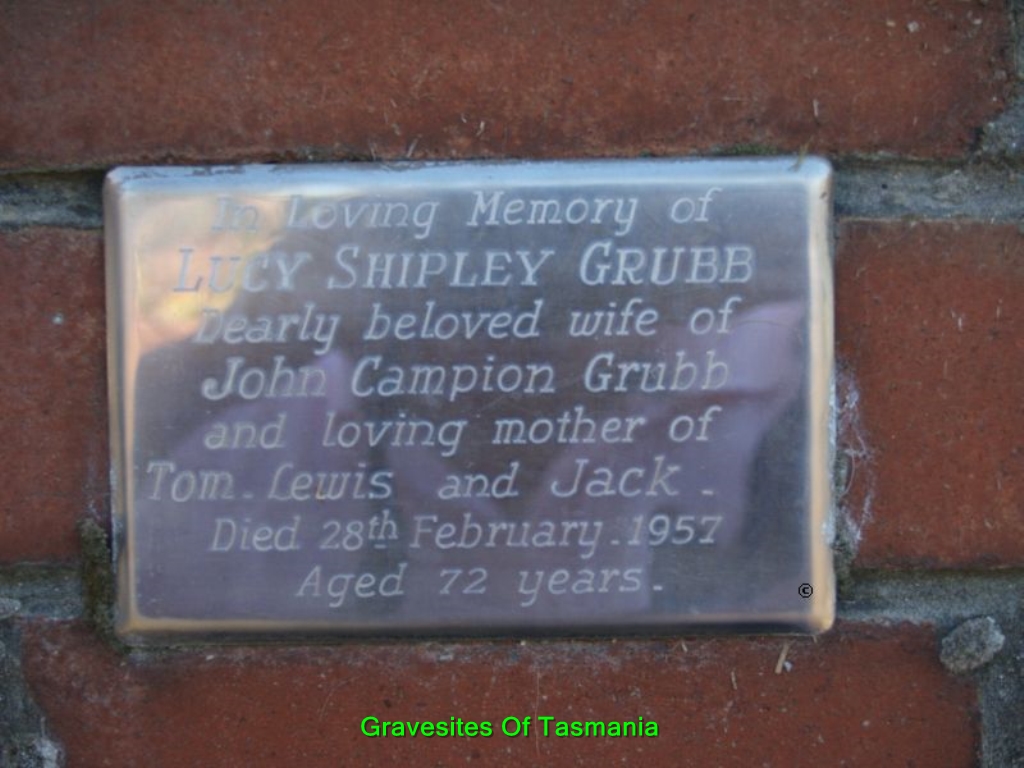 In Loving Memory of
LUCY SHIPLEY GRUBB
Dearly beloved wife of
John Campion Grubb
and loving mother of
Tom. Lewis and Jack.
Died 28th February. 1957
Aged 72 years.
©
Gravesites Of Tasmania